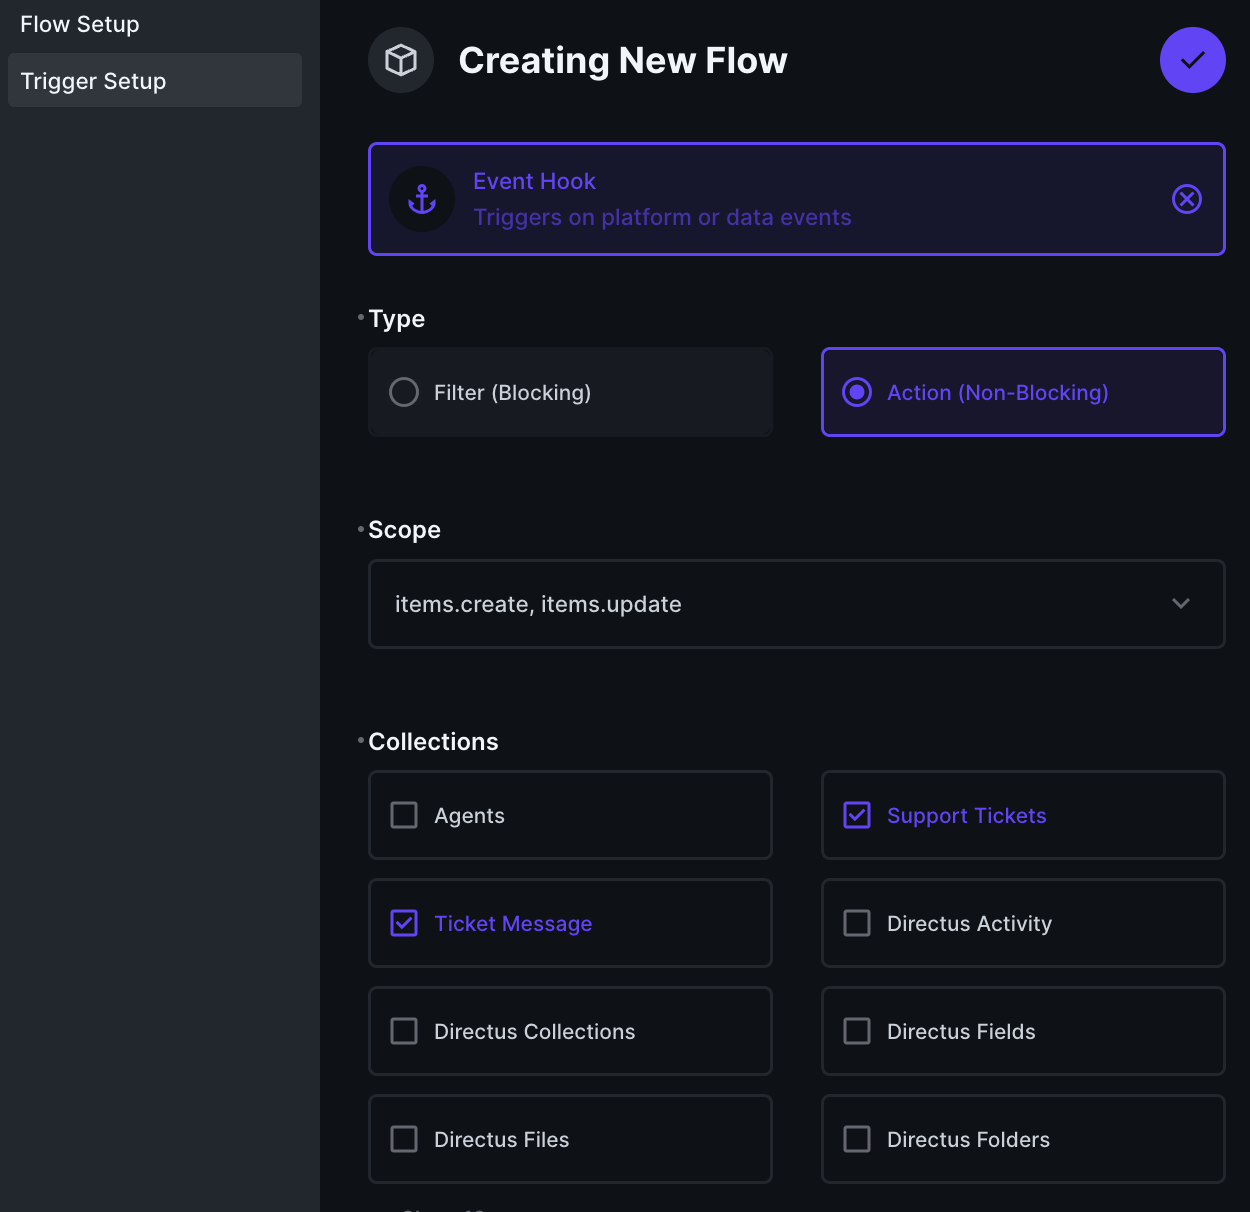 Flow Setup
Trigger Setup
Creating New Flow
Event Hook
Triggers on platform or data events
Type
Filter (Blocking)
Action (Non-Blocking)
Scope
items.create, items.update
Collections
Agents
Support Tickets
Ticket Message
Directus Activity
Directus Collections
Directus Fields
Directus Files
Directus Folders